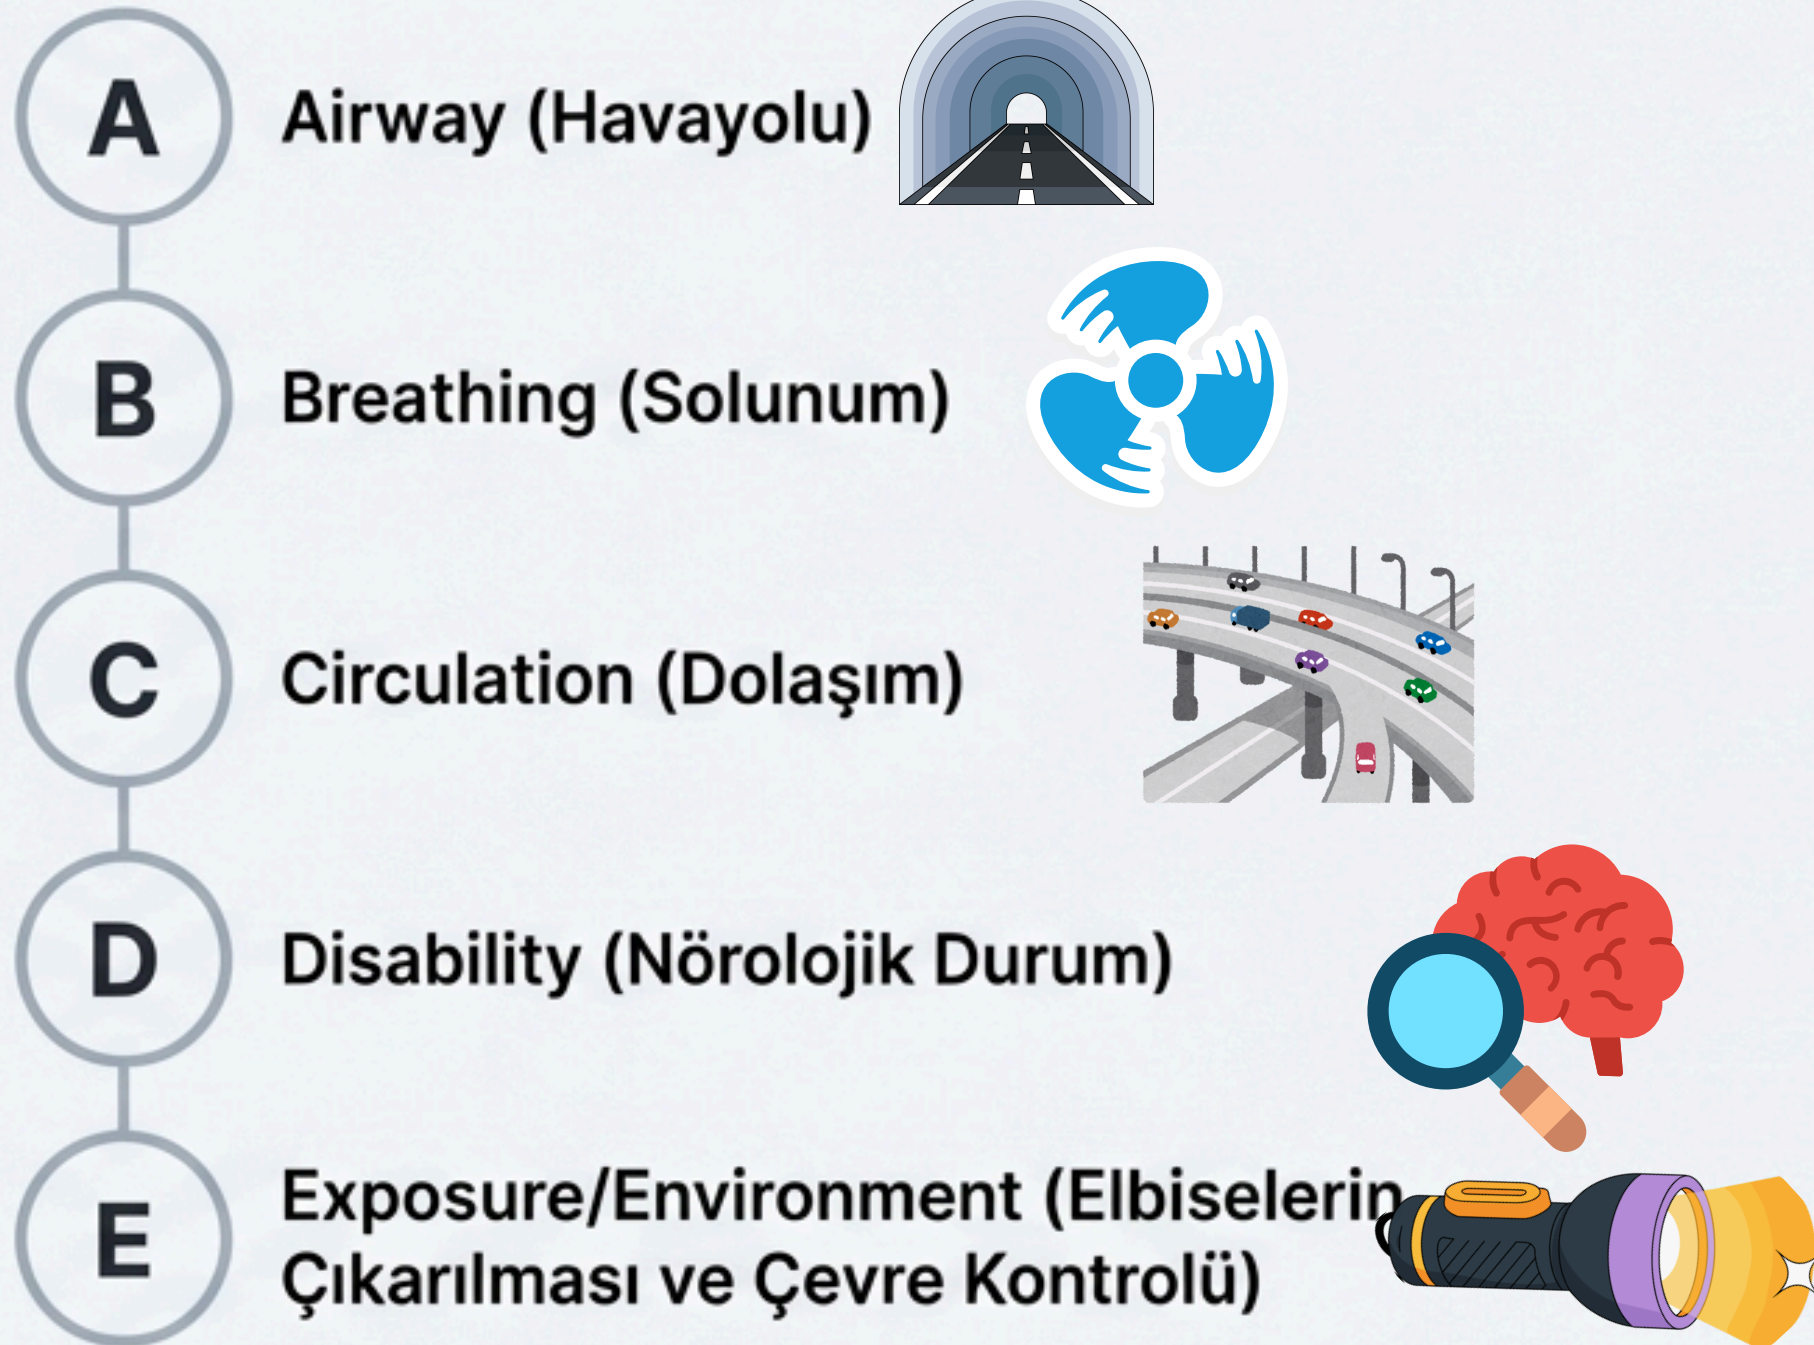 A
Airway (Havayolu)
B
Breathing (Solunum)
C
Circulation (Dolaşım)
D
Disability (Nörolojik Durum)
E
Exposure/Environment (Elbiselerin
Çıkarılması ve Çevre Kontrolü)